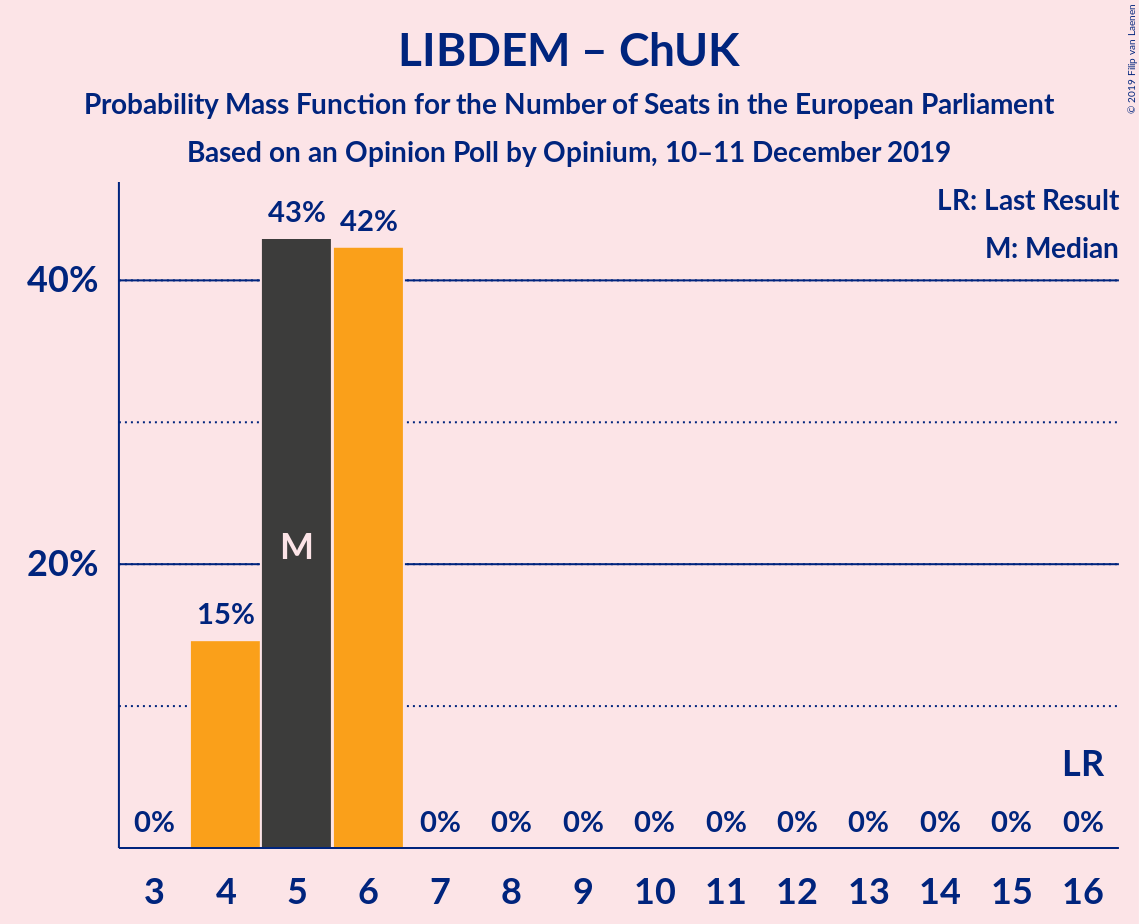 LIBDEM – ChUK
Probability Mass Function for the Number of Seats in the European Parliament
Based on an Opinion Poll by Opinium, 10–11 December 2019
© 2019 Filip van Laenen
LR: Last Result
M: Median
43%
42%
40%
M
20%
15%
LR
0% 0% 0% 0% 0% 0% 0% 0% 0% 0% 0%
3 4 5 6 7 8 9 10 11 12 13 14 15 16